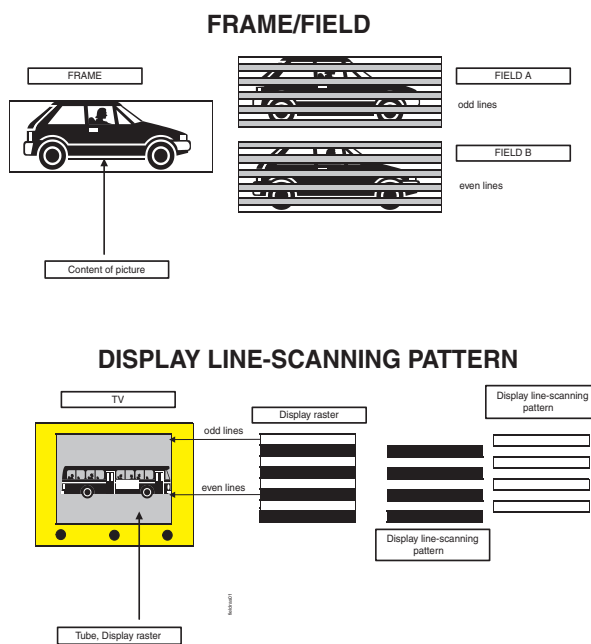 FRAME/FIELD
FRAME
FIELD A
odd lines
FIELD B
even lines
Content of picture
DISPLAY LINE-SCANNING PATTERN
TV
Display raster
Display line-scanning
pattern
odd lines
even lines
Display line-scanning
pattern
Tube, Display raster